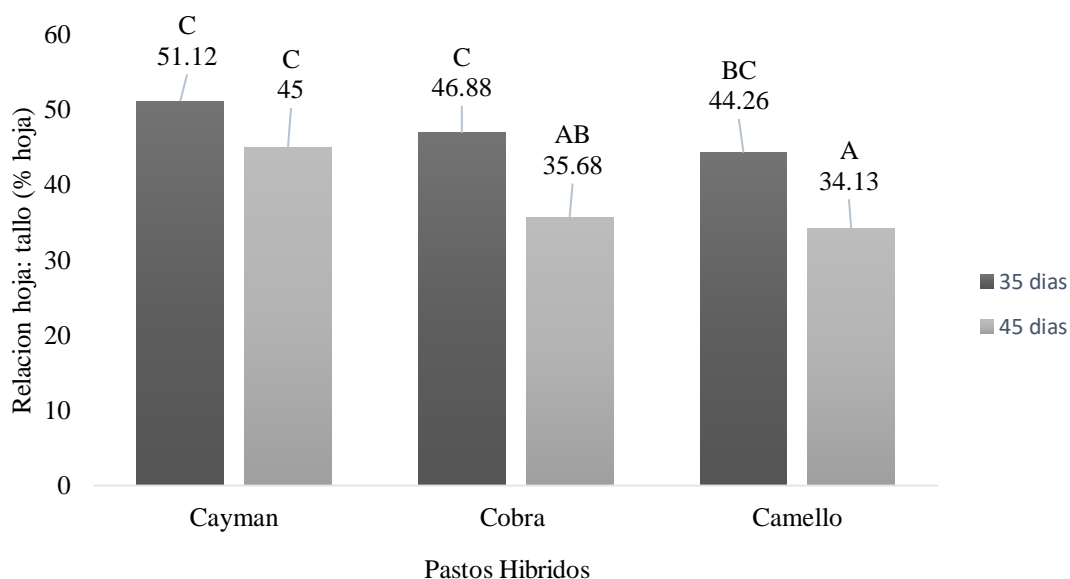 C
51.12
C
45
C
46.88
AB
35.68
BC
44.26
A
34.13
60
50
40
30
20
10
0
Relacion hoja: tallo (% hoja)
Cayman
Cobra
Camello
Pastos Hibridos
35 dias
45 dias